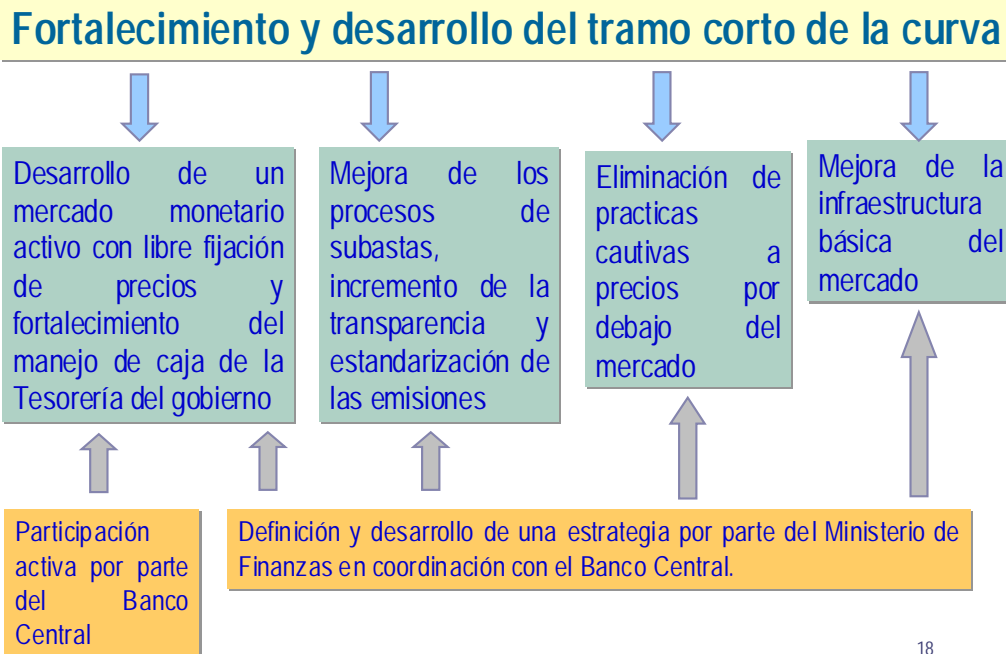 Fortalecimiento y desarrollo del tramo corto de la curva
Desarrollo de un
mercado monetario
activo con libre fijación
de precios y
fortalecimiento del
manejo de caja de la
Tesorería del gobierno
Mejora de los
procesos de
subastas,
incremento de la
transparencia y
estandarización de
las emisiones
Eliminación de
practicas
cautivas a
precios por
debajo del
mercado
Mejora de la
infraestructura
básica del
mercado
Participación
activa por parte
del Banco
Central
Definición y desarrollo de una estrategia por parte del Ministerio de
Finanzas en coordinación con el Banco Central.
18